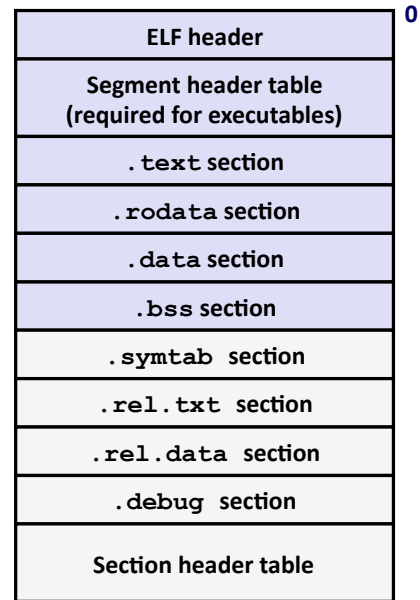 0
ELF header
Segment header table
(required for executables)
.text section
.rodata section
.data section
.bss section
.symtab section
.rel.txt section
.rel.data section
.debug section
Section header table